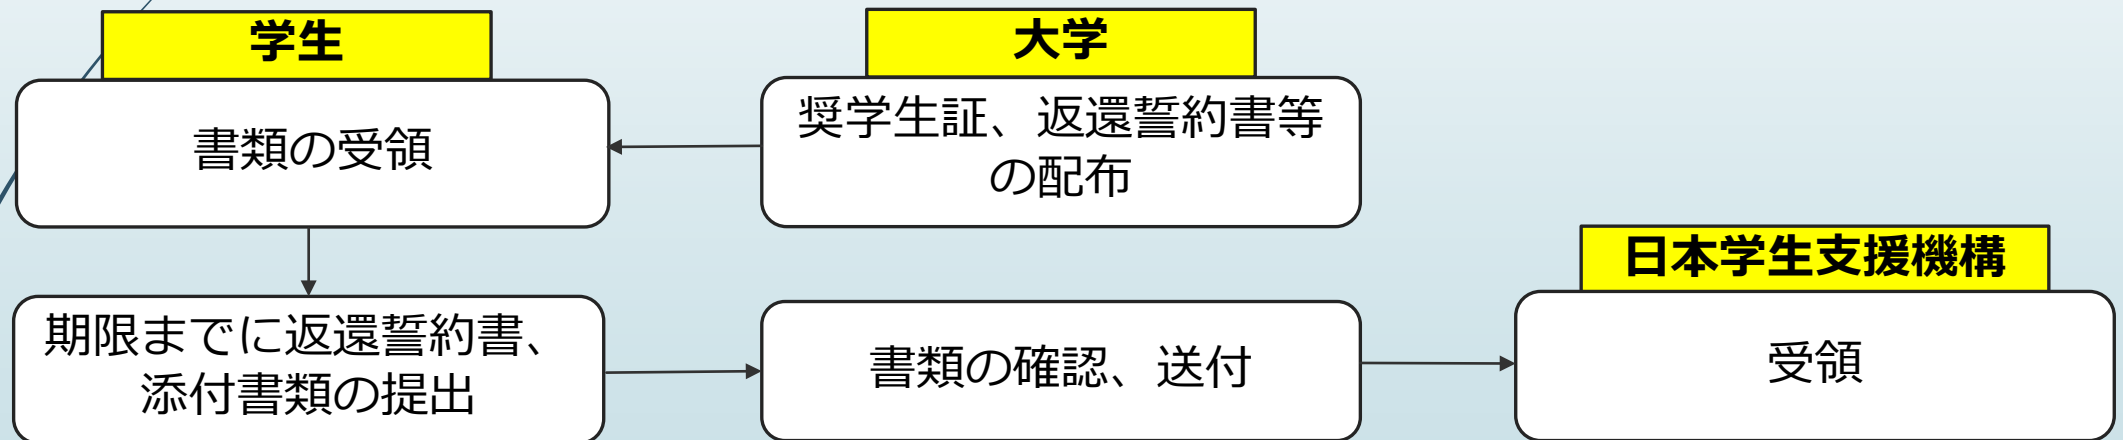 学生
大学
書類の受領
奨学生証、返還誓約書等
の配布
日本学生支援機構
期限までに返還誓約書、
添付書類の提出
書類の確認、送付
受領